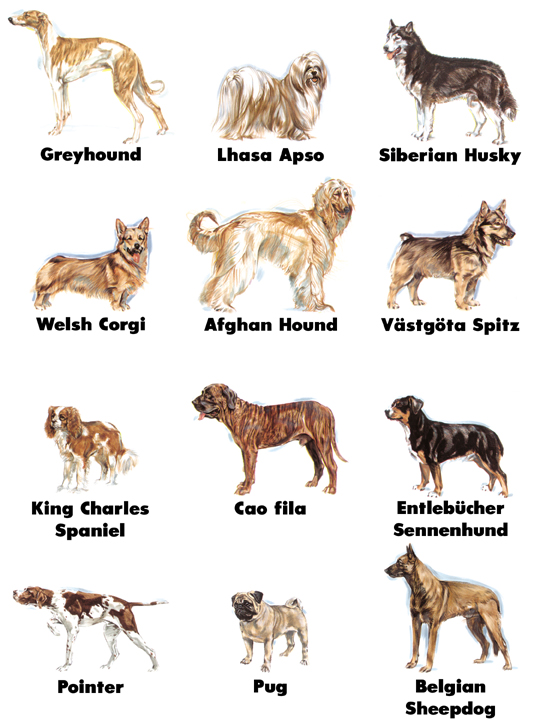 Greyhound
Lhasa Apso
Siberian Husky
Welsh Corgi
Afghan Hound
Västgöta Spitz
King Charles
Spaniel
Cao fila
Entlebücher
Sennenhund
Pointer
Pug
Belgian
Sheepdog